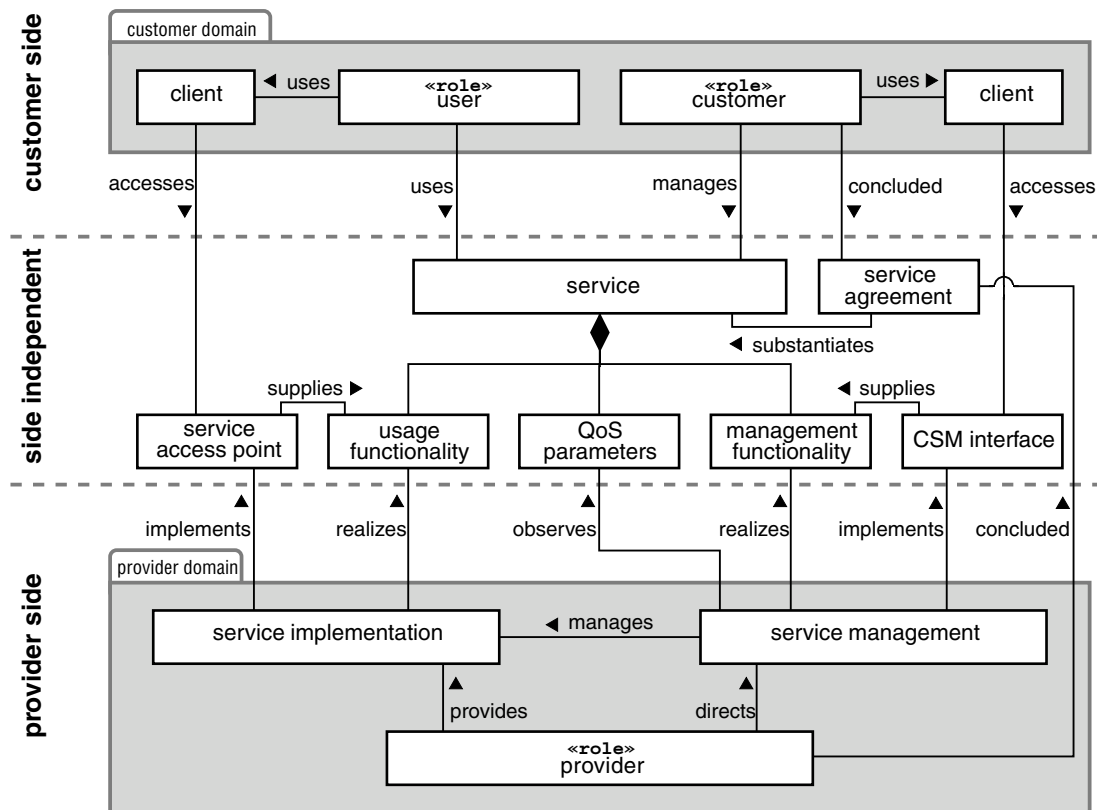 customer side
customer domain
client
uses
«role»
user
«role»
customer
uses
client
accesses
uses
manages
concluded
accesses
side independent
service
service
agreement
substantiates
supplies
supplies
service
access point
usage
functionality
QoS
parameters
management
functionality
CSM interface
implements
realizes
observes
realizes
implements
concluded
provider side
provider domain
service implementation
manages
service management
provides
directs
«role»
provider